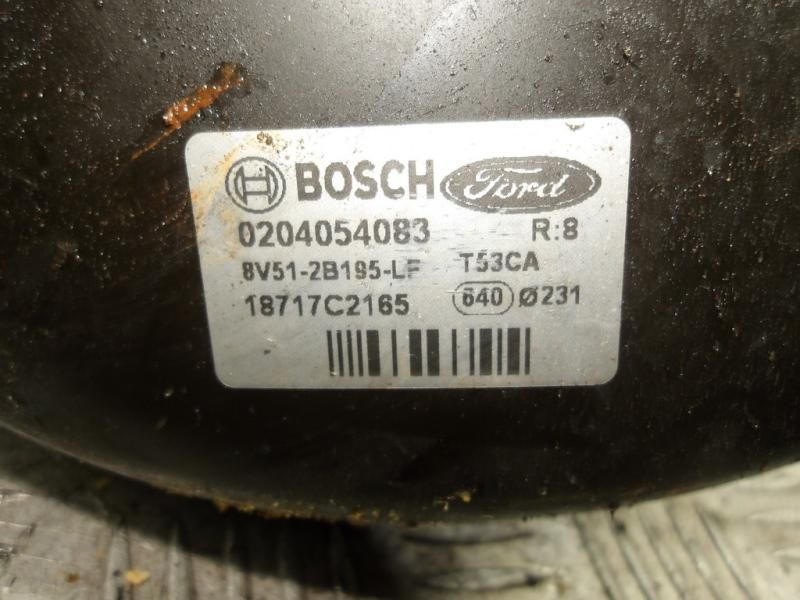 BOSCH Ford
0204054083 R:8
8V51-2B195-LF T53CA
18717C2165 640 Ø231